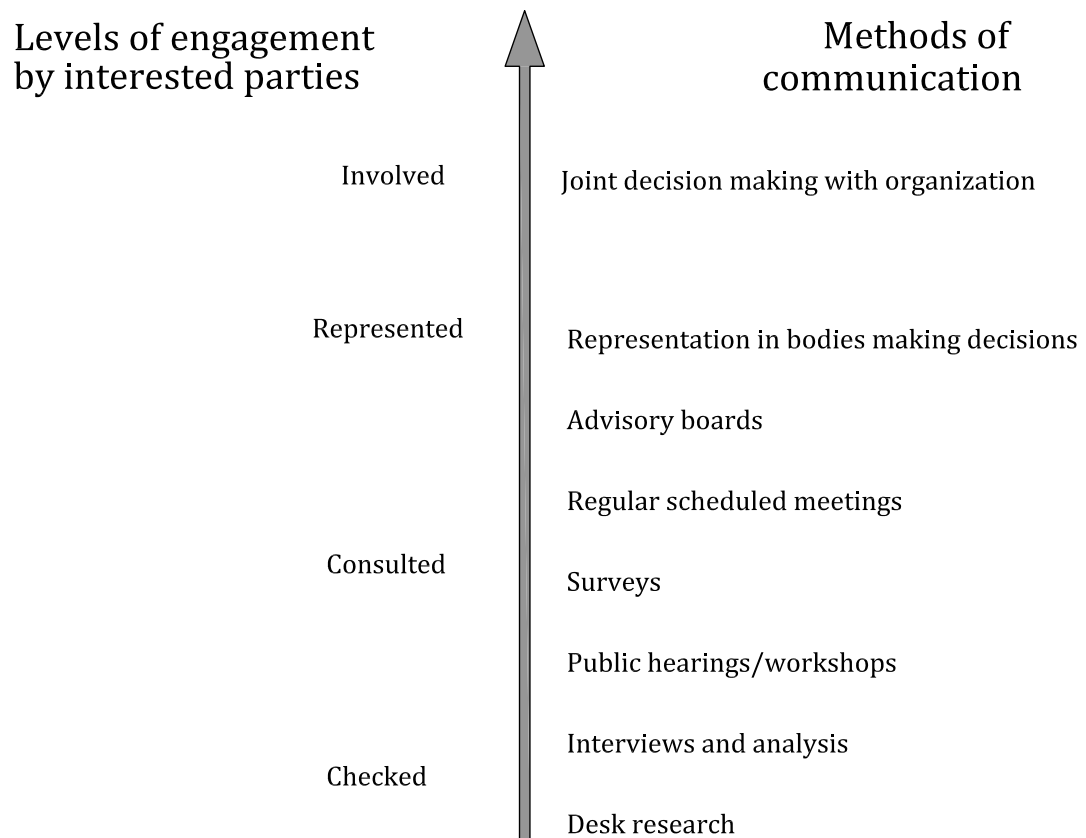 Levels of engagement
by interested parties
Methods of
communication
Involved
Joint decision making with organization
Represented
Representation in bodies making decisions
Advisory boards
Regular scheduled meetings
Consulted
Surveys
Public hearings/workshops
Interviews and analysis
Checked
Desk research